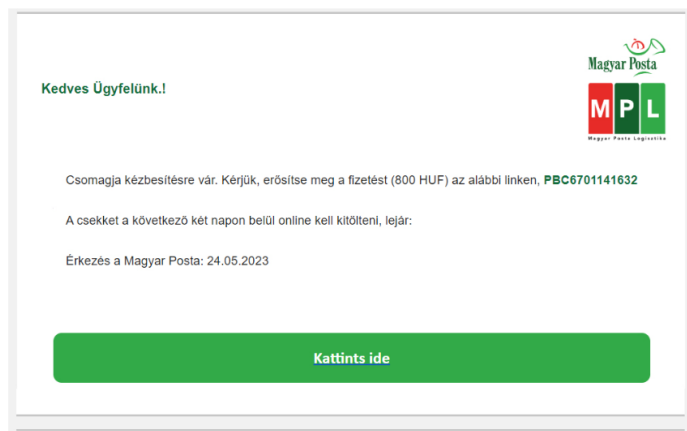 Magyar Posta
Kedves Ügyfelünk.!
M P L
Magyar Posta Logisztika
Csomagja kézbesítésre vár. Kérjük, erősítse meg a fizetést (800 HUF) az alábbi linken, PBC6701141632
A csekket a következő két napon belül online kell kitölteni, lejár:
Érkezés a Magyar Posta: 24.05.2023
Kattints ide